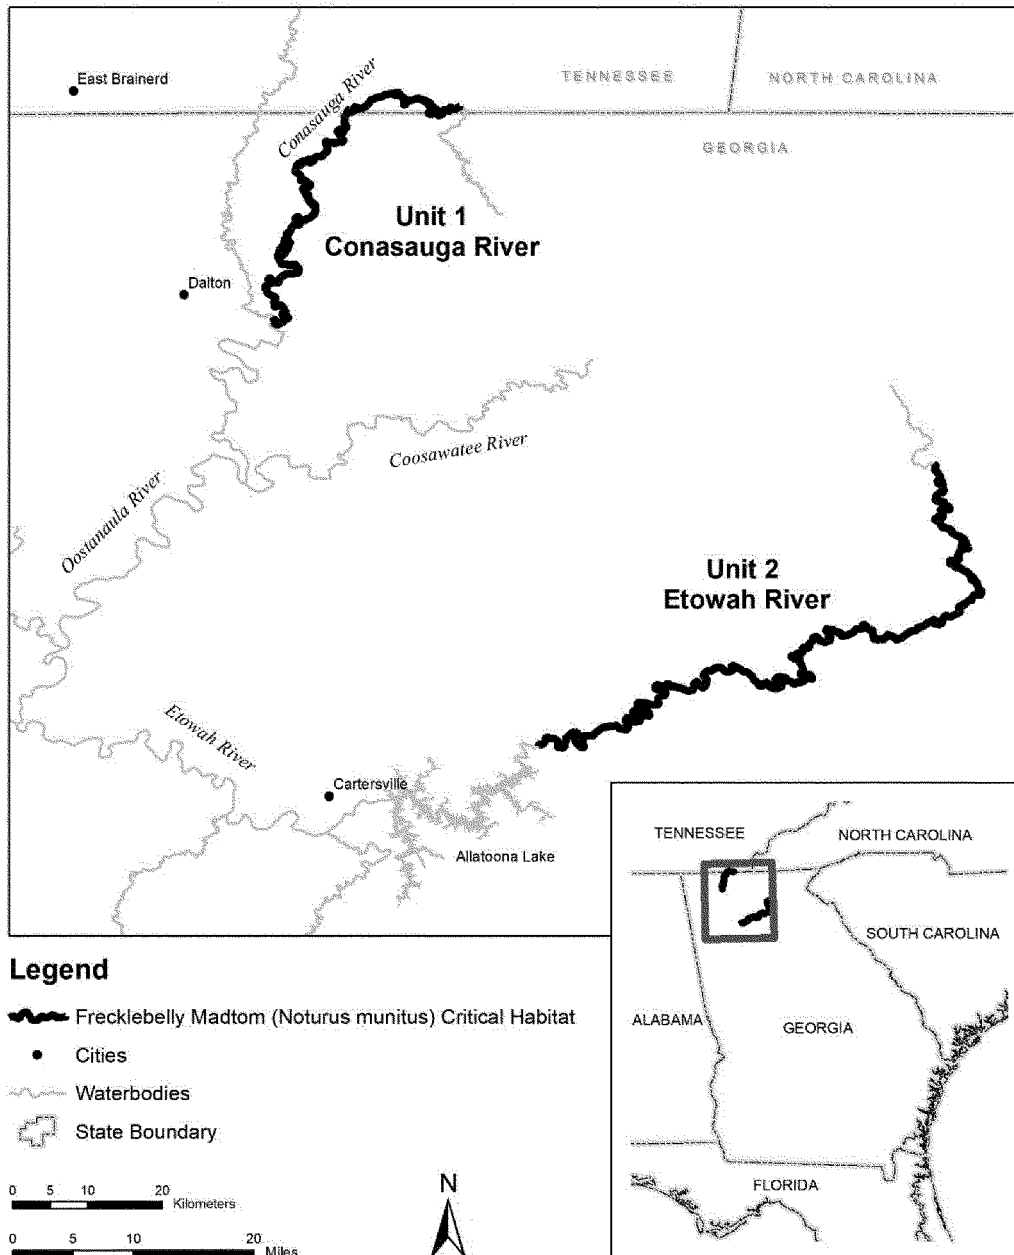 East Brainerd
Conasauga River
TENNESSEE
NORTH CAROLINA
GEORGIA
Unit 1
Conasauga River
Dalton
Coosawatee River
Oostanaula River
Unit 2
Etowah River
Etowah River
Cartersville
Allatoona Lake
TENNESSEE
NORTH CAROLINA
SOUTH CAROLINA
ALABAMA
GEORGIA
FLORIDA
Legend
Frecklebelly Madtom (Noturus munitus) Critical Habitat
Cities
Waterbodies
State Boundary
0 5 10 20
Kilometers
0 5 10 20
Miles
N